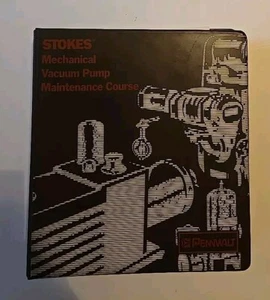 STOKES
Mechanical
Vacuum Pump
Maintenance Course
PENNWALT